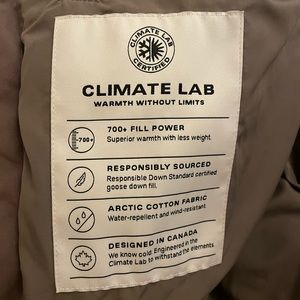 CLIMATE LAB
CERTIFIED
CLIMATE LAB
WARMTH WITHOUT LIMITS
-700+
700+ FILL POWER
Superior warmth with less weight.
RESPONSIBLY SOURCED
Responsible Down Standard certified
goose down fill.
ARCTIC COTTON FABRIC
Water-repellent and wind-resistant.
DESIGNED IN CANADA
We know cold. Engineered in the
Climate Lab to withstand the elements.